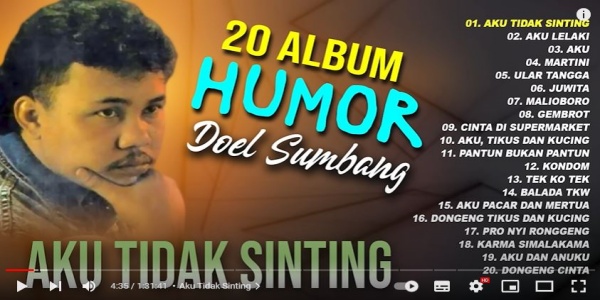 20 ALBUM
HUMOR
Doel Sumbang
01. AKU TIDAK SINTING
02. AKU LELAKI
03. AKU
04. MARTINI
05. ULAR TANGGA
06. JUWITA
07. MALIOBORO
08. GEMBROT
09. CINTA DI SUPERMARKET
10. AKU, TIKUS DAN KUCING
11. PANTUN BUKAN PANTUN
12. KONDOM
13. TEK KO TEK
14. BALADA TKW
15. AKU PACAR DAN MERTUA
16. DONGENG TIKUS DAN KUCING
17. PRO NYI RONGGENG
18. KARMA SIMALAKAMA
19. AKU DAN ANUKU
20. DONGENG CINTA
AKU TIDAK SINTING
4:35 / 1:31:41 • Aku Tidak Sinting >
HD